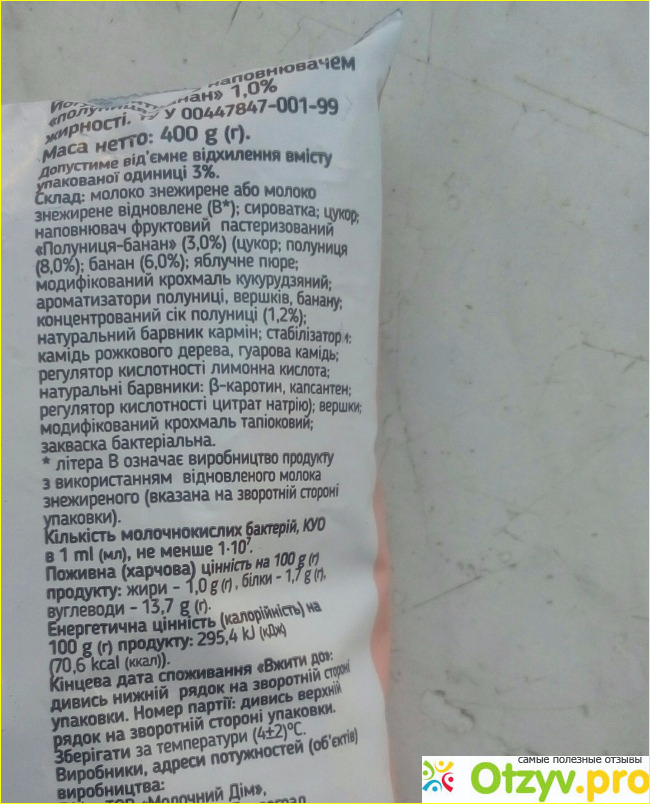 наповнювачем
«полуниця-банан» 1,0%
жирності. ТУ У 00447847-001-99
Маса нетто: 400 g (г).
Допустиме від'ємне відхилення вмісту
упакованої одиниці 3%.
Склад: молоко знежирене або молоко
знежирене відновлене (В*); сироватка; цукор;
наповнювач фруктовий пастеризований
«Полуниця-банан» (3,0%) (цукор; полуниця
(8,0%); банан (6,0%); яблучне пюре;
модифікований крохмаль кукурудзяний;
ароматизатори полуниці, вершків, банану;
концентрований сік полуниці (1,2%);
натуральний барвник кармін; стабілізатори:
камідь рожкового дерева, гуарова камідь;
регулятор кислотності лимонна кислота;
натуральні барвники: β-каротин, капсантен;
регулятор кислотності цитрат натрію); вершки;
модифікований крохмаль тапіоковий;
закваска бактеріальна.
* літера В означає виробництво продукту
з використанням відновленого молока
знежиреного (вказана на зворотній стороні
упаковки).
Кількість молочнокислих бактерій, КУО
в 1 ml (мл), не менше 1·10⁷.
Поживна (харчова) цінність на 100 g (г)
продукту: жири – 1,0 g (г), білки – 1,7 g (г),
вуглеводи – 13,7 g (г).
Енергетична цінність (калорійність) на
100 g (г) продукту: 295,4 kJ (кДж)
(70,6 kcal (ккал)).
Кінцева дата споживання «Вжити до»:
дивись нижній рядок на зворотній стороні
упаковки. Номер партії: дивись верхній
рядок на зворотній стороні упаковки.
Зберігати за температури (4±2)°С.
Виробники, адреси потужностей (об'єктів)
виробництва:
"Молочний Дім",
самые полезные отзывы
Otzyv.pro